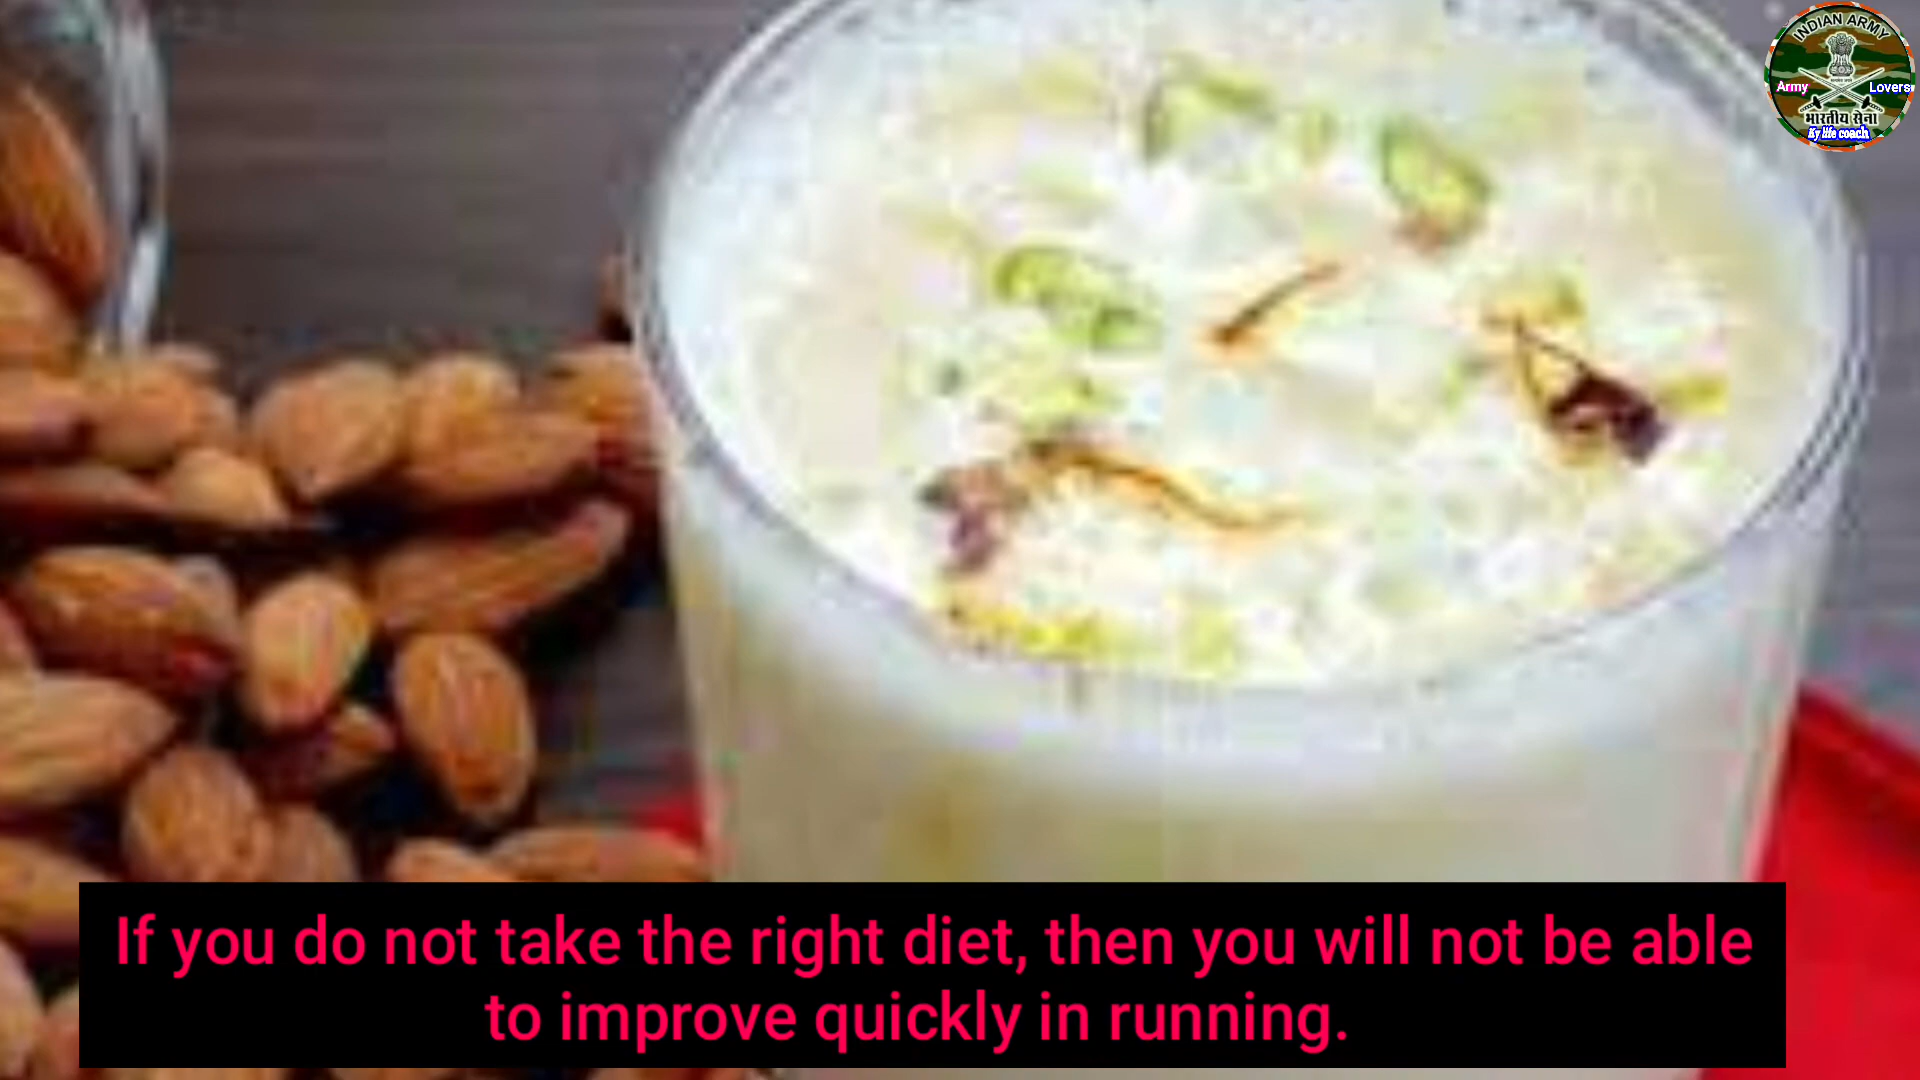 INDIAN ARMY
Army Lovers
भारतीय सेना
Ky life coach
If you do not take the right diet, then you will not be able
to improve quickly in running.